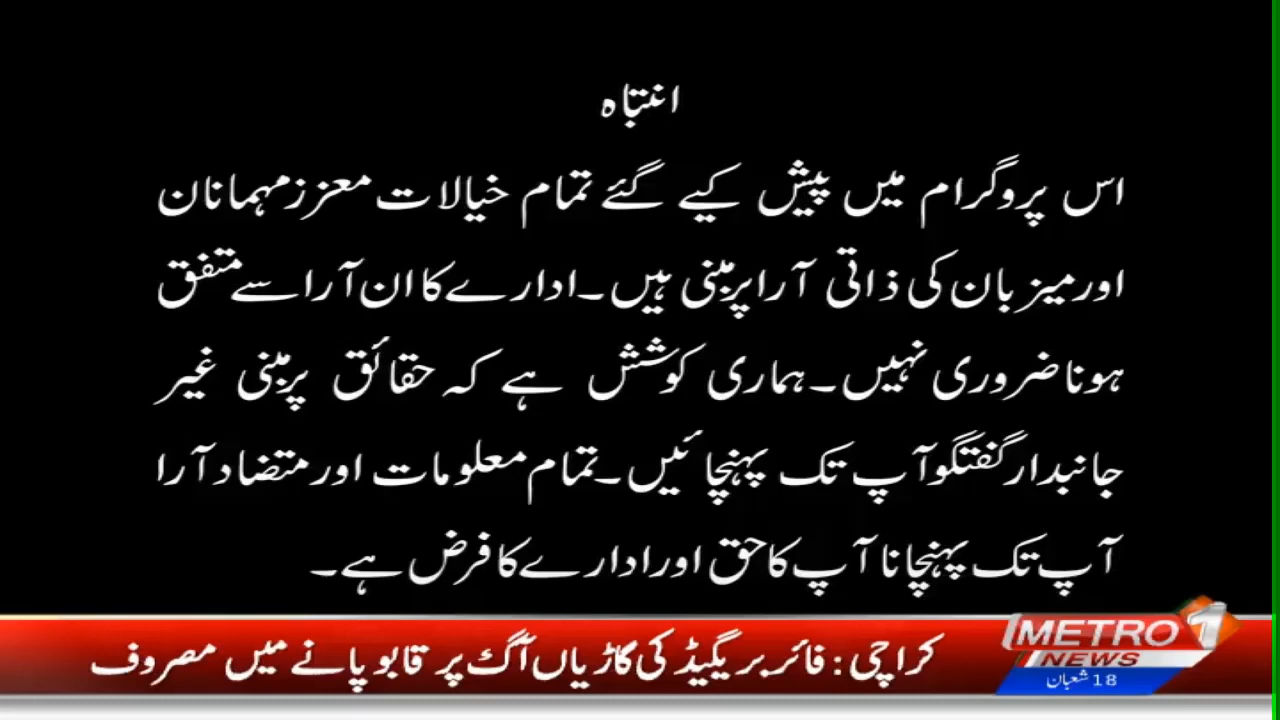 انتباہ
اس پروگرام میں پیش کیے گئے تمام خیالات معزز مہمانان
اور میزبان کی ذاتی آرا پر مبنی ہیں۔ ادارے کا ان آرا سے متفق
ہونا ضروری نہیں۔ ہماری کوشش ہے کہ حقائق پر مبنی غیر
جانبدار گفتگو آپ تک پہنچائیں۔ تمام معلومات اور متضاد آرا
آپ تک پہنچانا آپ کا حق اور ادارے کا فرض ہے۔
کراچی: فائر بریگیڈ کی گاڑیاں آگ پر قابو پانے میں مصروف
METRO 1
NEWS
18 شعبان